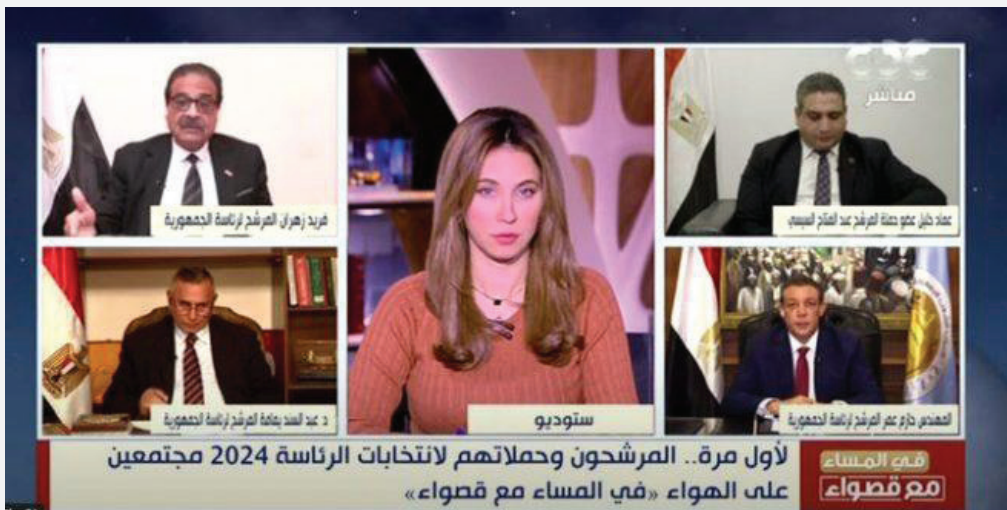 مباشر
فريد زهران المرشح لرئاسة الجمهورية
عماد خليل عضو حملة المرشح عبد الفتاح السيسي
د. عبد السند يمامة المرشح لرئاسة الجمهورية
ستوديو
المهندس حازم عمر المرشح لرئاسة الجمهورية
في المساء
مع قصواء
لأول مرة.. المرشحون وحملاتهم لانتخابات الرئاسة 2024 مجتمعين
على الهواء «في المساء مع قصواء»